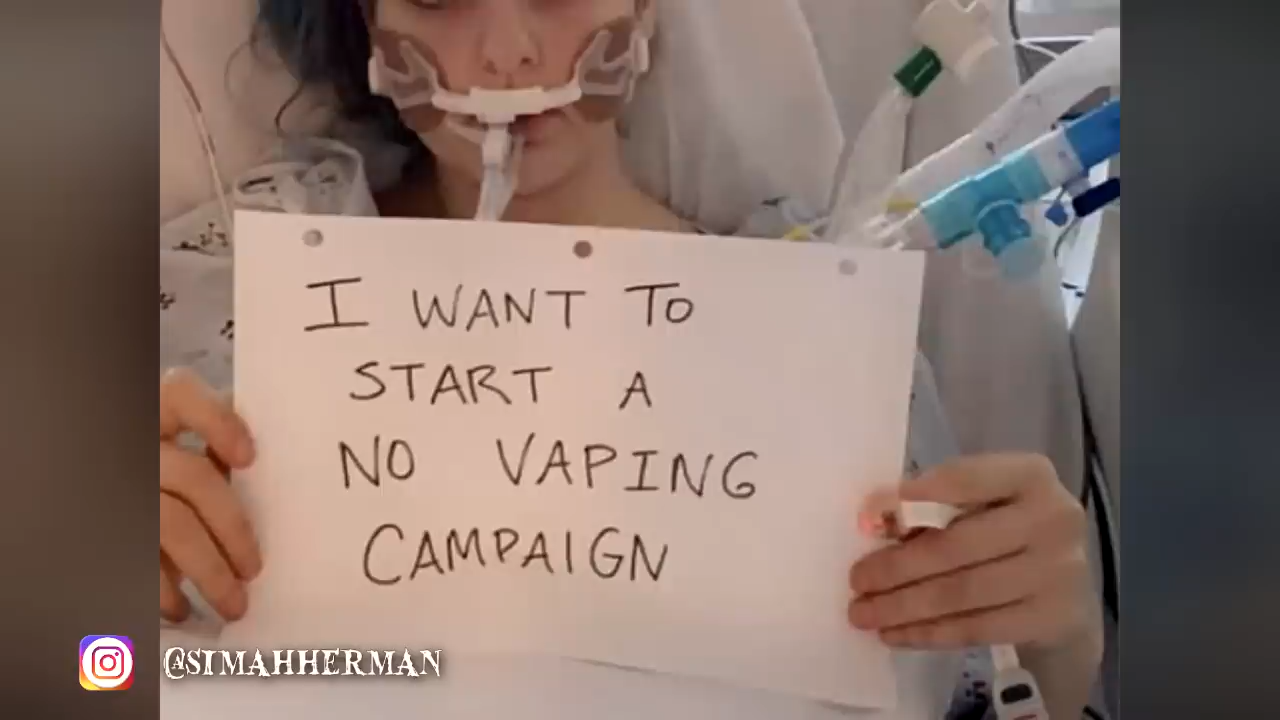 I WANT TO
START A
NO VAPING
CAMPAIGN
@SIMAHHERMAN